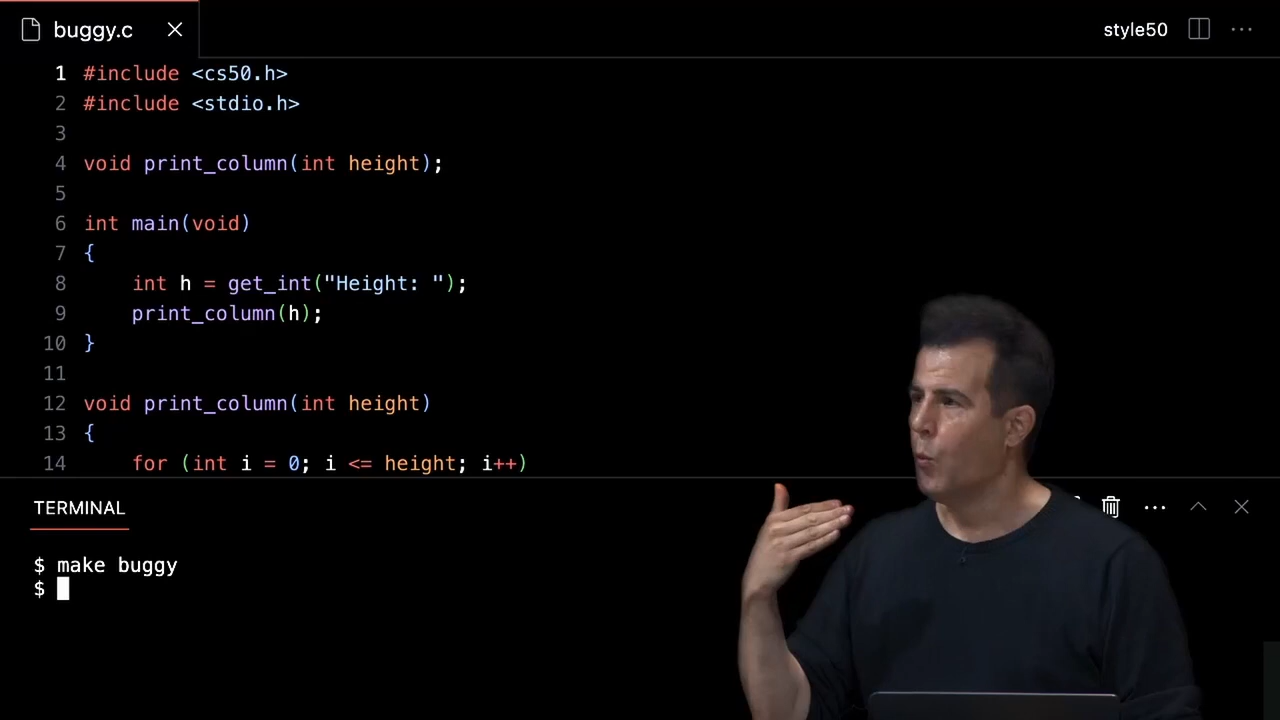 buggy.c
style50
1 #include <cs50.h>
2 #include <stdio.h>
3
4 void print_column(int height);
5
6 int main(void)
7 {
8     int h = get_int("Height: ");
9     print_column(h);
10 }
11
12 void print_column(int height)
13 {
14     for (int i = 0; i <= height; i++)
TERMINAL
$ make buggy
$